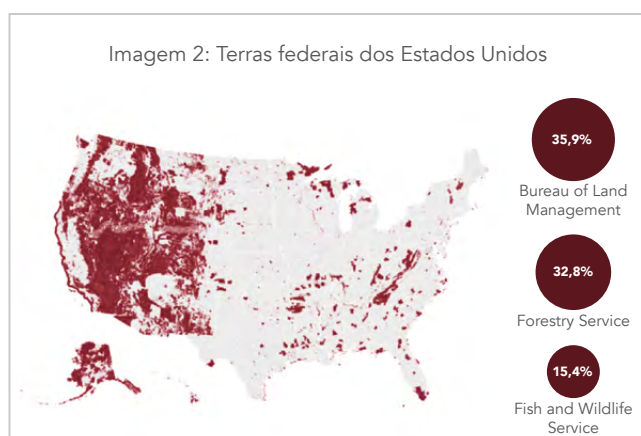 Imagem 2: Terras federais dos Estados Unidos
35,9%
Bureau of Land
Management
32,8%
Forestry Service
15,4%
Fish and Wildlife
Service